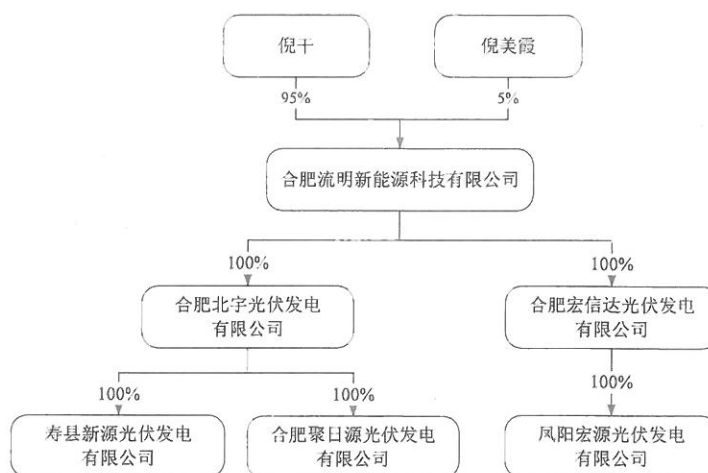 倪干
倪美霞
95%
5%
合肥流明新能源科技有限公司
100%
100%
合肥北宇光伏发电
有限公司
合肥宏信达光伏发电
有限公司
100%
100%
100%
寿县新源光伏发电
有限公司
合肥聚日源光伏发电
有限公司
凤阳宏源光伏发电
有限公司